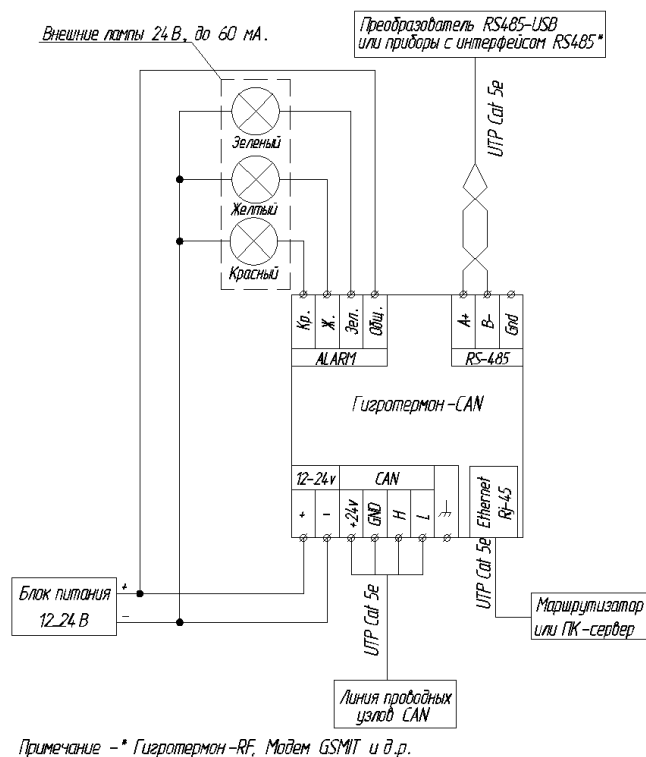 Внешние лампы 24 В, до 60 мА.
Преобразователь RS485-USB
или приборы с интерфейсом RS485*
UTP Cat 5e
Зеленый
Желтый
Красный
Кр.
Ж.
Зел.
Общ.
A+
B-
Gnd
ALARM
RS-485
Гигротермон-CAN
12-24v
CAN
+
-
+24v
GND
H
L
Ethernet
Rj-45
Блок питания
12...24 В
+
-
UTP Cat 5e
UTP Cat 5e
Маршрутизатор
или ПК-сервер
Линия проводных
узлов CAN
Примечание -* Гигротермон-RF, Модем GSMIT и д.р.